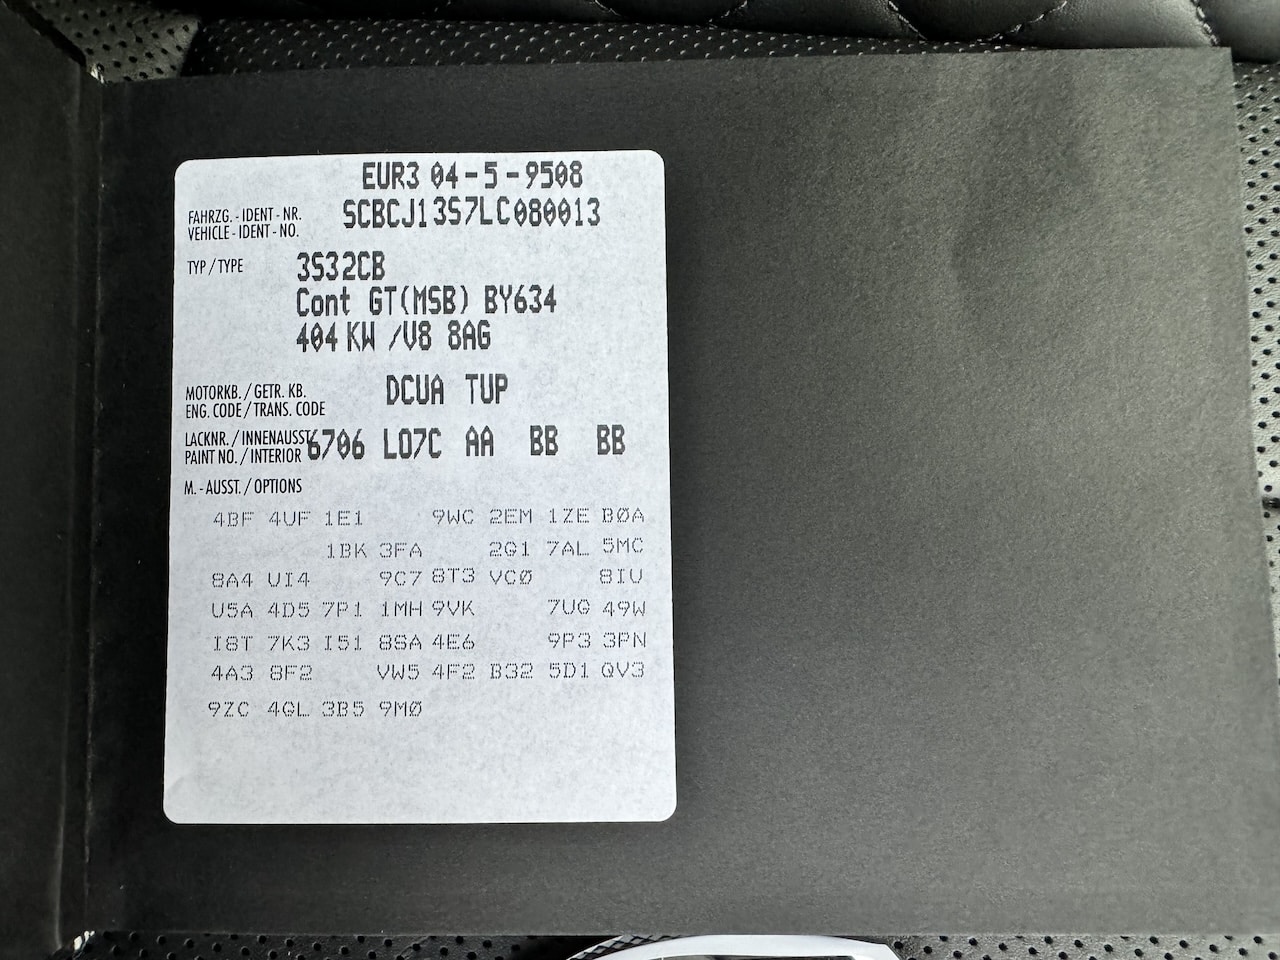 EUR3 04-5-9508
FAHRZG.-IDENT-NR. SCBCJ13S7LC080013
VEHICLE-IDENT-NO.
TYP/TYPE 3S32CB
Cont GT(MSB) BY634
404 KW /V8 8AG
MOTORKB./GETR. KB. DCUA TUP
ENG. CODE/TRANS. CODE
LACKNR./INNENAUSST 6706 LO7C AA BB BB
PAINT NO./INTERIOR
M.-AUSST./OPTIONS
4BF 4UF 1E1 9WC 2EM 1ZE B0A
1BK 3FA 2G1 7AL 5MC
8A4 UI4 9C7 8T3 VC0 8IU
U5A 4D5 7P1 1MH 9VK 7UG 49W
I8T 7K3 I51 8SA 4E6 9P3 3PN
4A3 8F2 VW5 4F2 B32 5D1 QV3
9ZC 4GL 3B5 9M0